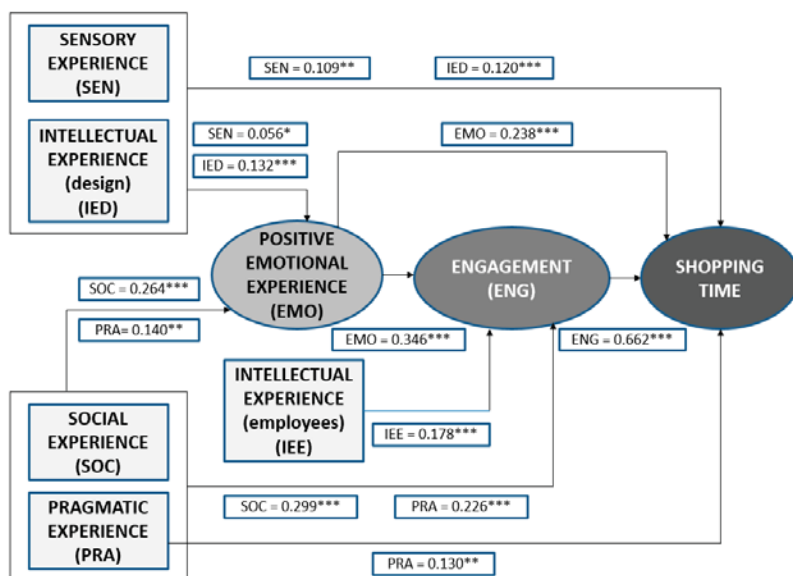 SENSORY
EXPERIENCE
(SEN)
SEN = 0.109**
IED = 0.120***
INTELLECTUAL
EXPERIENCE
(design)
(IED)
SEN = 0.056*
IED = 0.132***
EMO = 0.238***
POSITIVE
EMOTIONAL
EXPERIENCE
(EMO)
ENGAGEMENT
(ENG)
SHOPPING
TIME
SOC = 0.264***
PRA= 0.140**
EMO = 0.346***
ENG = 0.662***
INTELLECTUAL
EXPERIENCE
(employees)
(IEE)
IEE = 0.178***
SOCIAL
EXPERIENCE
(SOC)
SOC = 0.299***
PRA = 0.226***
PRAGMATIC
EXPERIENCE
(PRA)
PRA = 0.130**